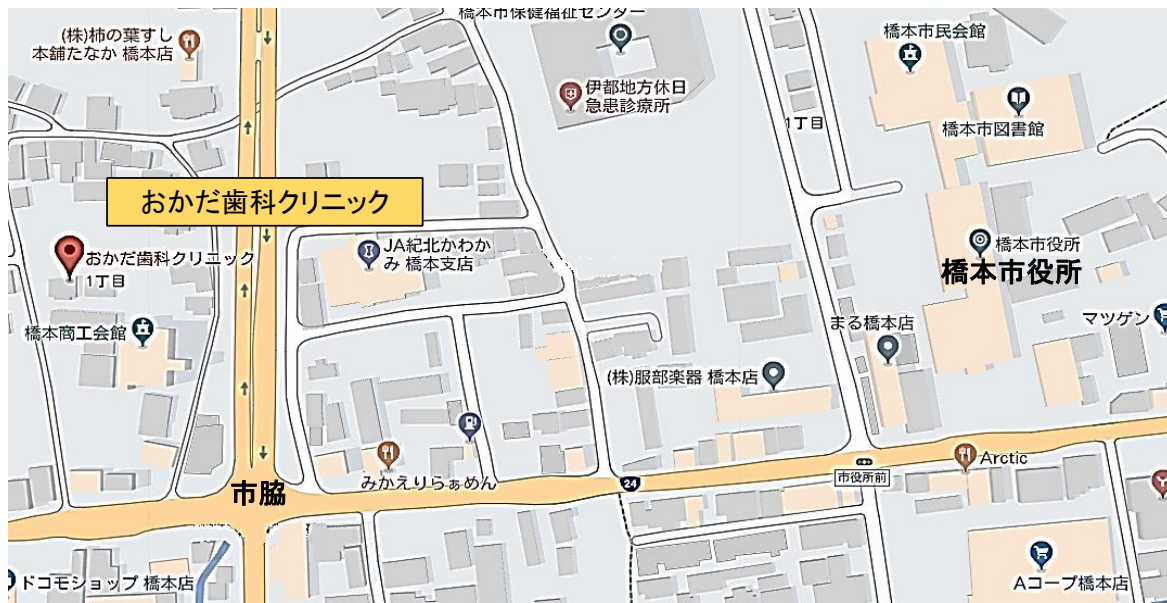 橋本市保健福祉センター
(株)柿の葉すし
本舗たなか 橋本店
橋本市民会館
伊都地方休日
急患診療所
1丁目
橋本市図書館
おかだ歯科クリニック
おかだ歯科クリニック
1丁目
JA紀北かわか
み 橋本支店
橋本市役所
橋本市役所
橋本商工会館
マツゲン
まる橋本店
(株)服部楽器 橋本店
みかえりらぁめん
Arctic
市脇
24
市役所前
ドコモショップ 橋本店
Aコープ橋本店